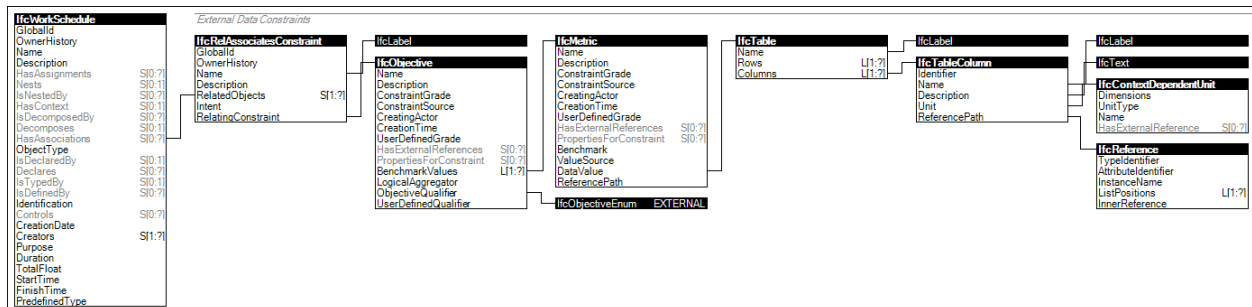 External Data Constraints
IfcWorkSchedule
GlobalId
OwnerHistory
Name
Description
HasAssignments S[0:?]
Nests S[0:1]
IsNestedBy S[0:?]
HasContext S[0:1]
IsDecomposedBy S[0:?]
Decomposes S[0:1]
HasAssociations S[0:?]
ObjectType
IsDeclaredBy S[0:1]
Declares S[0:?]
IsTypedBy S[0:1]
IsDefinedBy S[0:?]
Identification
Controls S[0:?]
CreationDate
Creators S[1:?]
Purpose
Duration
TotalFloat
StartTime
FinishTime
PredefinedType
IfcRelAssociatesConstraint
GlobalId
OwnerHistory
Name
Description
RelatedObjects S[1:?]
Intent
RelatingConstraint
IfcLabel
IfcObjective
Name
Description
ConstraintGrade
ConstraintSource
CreatingActor
CreationTime
UserDefinedGrade
HasExternalReferences S[0:?]
PropertiesForConstraint S[0:?]
BenchmarkValues L[1:?]
LogicalAggregator
ObjectiveQualifier
UserDefinedQualifier
IfcMetric
Name
Description
ConstraintGrade
ConstraintSource
CreatingActor
CreationTime
UserDefinedGrade
HasExternalReferences S[0:?]
PropertiesForConstraint S[0:?]
Benchmark
ValueSource
DataValue
ReferencePath
IfcObjectiveEnum EXTERNAL
IfcTable
Name
Rows L[1:?]
Columns L[1:?]
IfcLabel
IfcTableColumn
Identifier
Name
Description
Unit
ReferencePath
IfcLabel
IfcText
IfcContextDependentUnit
Dimensions
UnitType
Name
HasExternalReference S[0:?]
IfcReference
TypeIdentifier
AttributeIdentifier
InstanceName
ListPositions L[1:?]
InnerReference